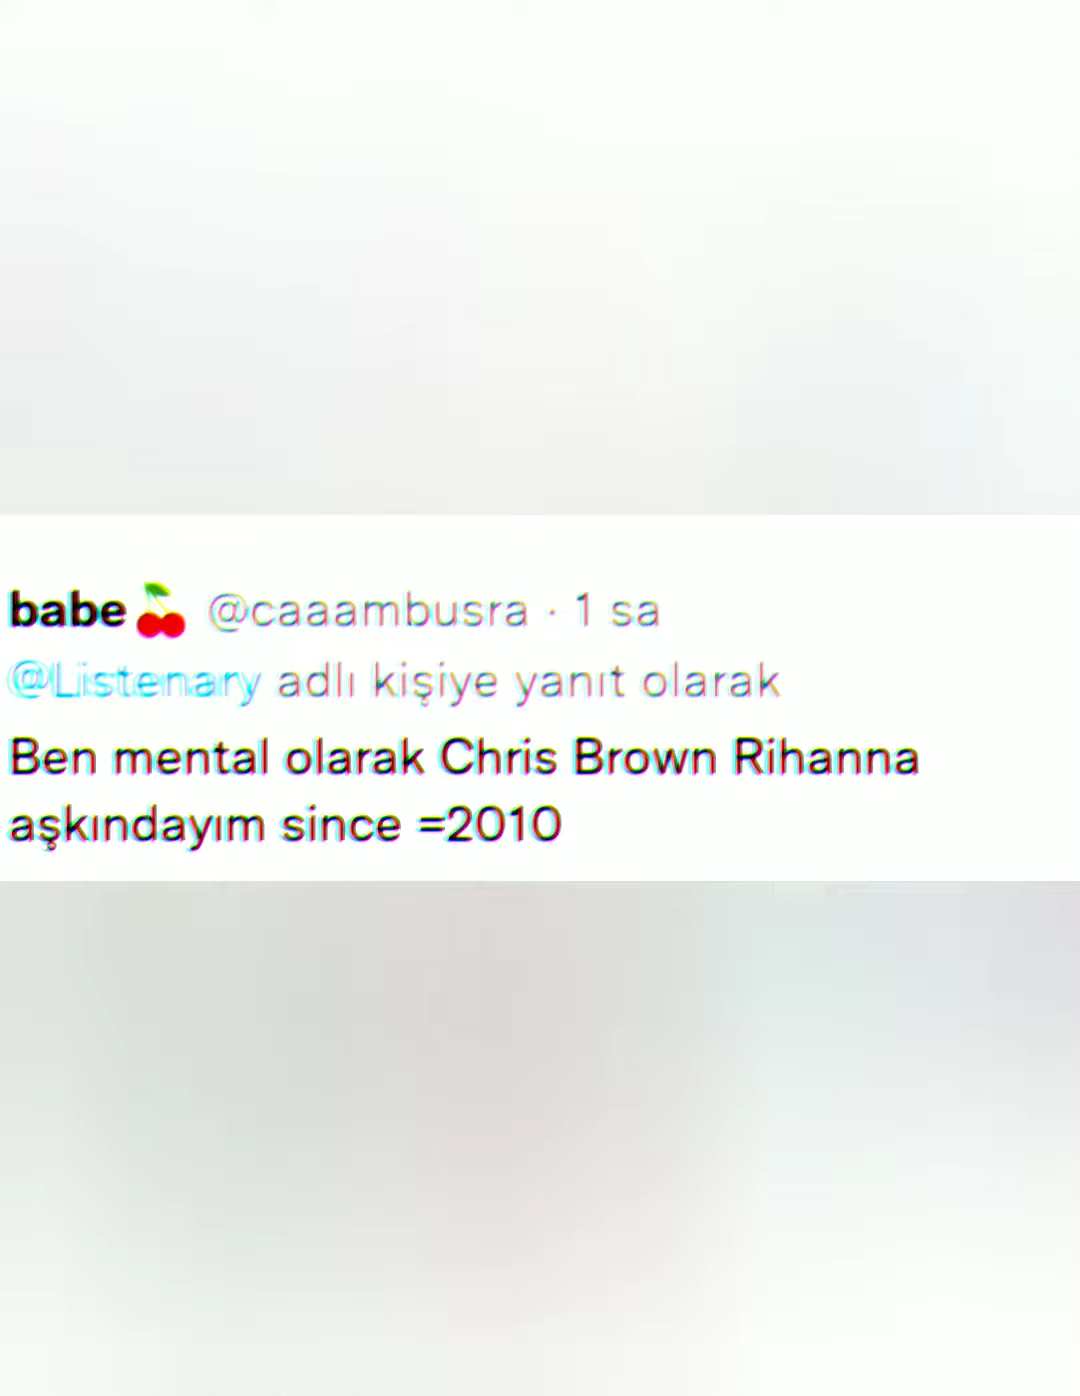 babe🍒 @caaambusra · 1 sa
@Listenary adlı kişiye yanıt olarak
Ben mental olarak Chris Brown Rihanna
aşkındayım since =2010